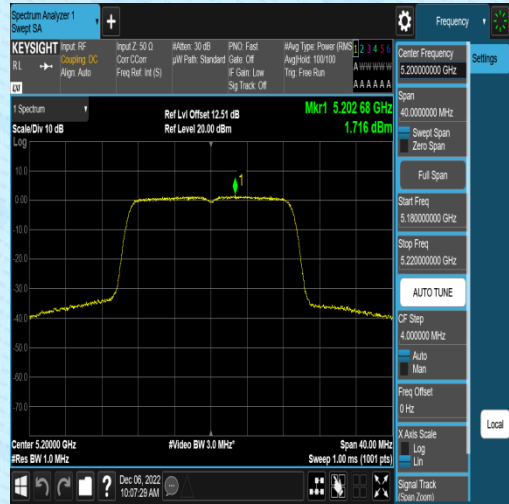 Spectrum Analyzer 1
Swept SA
Frequency
KEYSIGHT
Input: RF
Coupling: DC
Align: Auto
Input Z: 50 Ω
Corr CCorr
Freq Ref: Int (S)
#Atten: 30 dB
µW Path: Standard
PNO: Fast
Gate: Off
IF Gain: Low
Sig Track: Off
#Avg Type: Power (RMS
Avg|Hold: 100/100
Trig: Free Run
1 2 3 4 5 6
A W W W W W
A A A A A A
RL
LXI
1 Spectrum
Scale/Div 10 dB
Log
Ref Lvl Offset 12.51 dB
Ref Level 20.00 dBm
Mkr1 5.202 68 GHz
1.716 dBm
1
10.0
0.00
-10.0
-20.0
-30.0
-40.0
-50.0
-60.0
-70.0
Center 5.20000 GHz
#Res BW 1.0 MHz
#Video BW 3.0 MHz*
Span 40.00 MHz
Sweep 1.00 ms (1001 pts)
Center Frequency
5.200000000 GHz
Settings
Span
40.0000000 MHz
Swept Span
Zero Span
Full Span
Start Freq
5.180000000 GHz
Stop Freq
5.220000000 GHz
AUTO TUNE
CF Step
4.000000 MHz
Auto
Man
Freq Offset
0 Hz
X Axis Scale
Log
Lin
Local
Signal Track
(Span Zoom)
?
Dec 06, 2022
10:07:29 AM